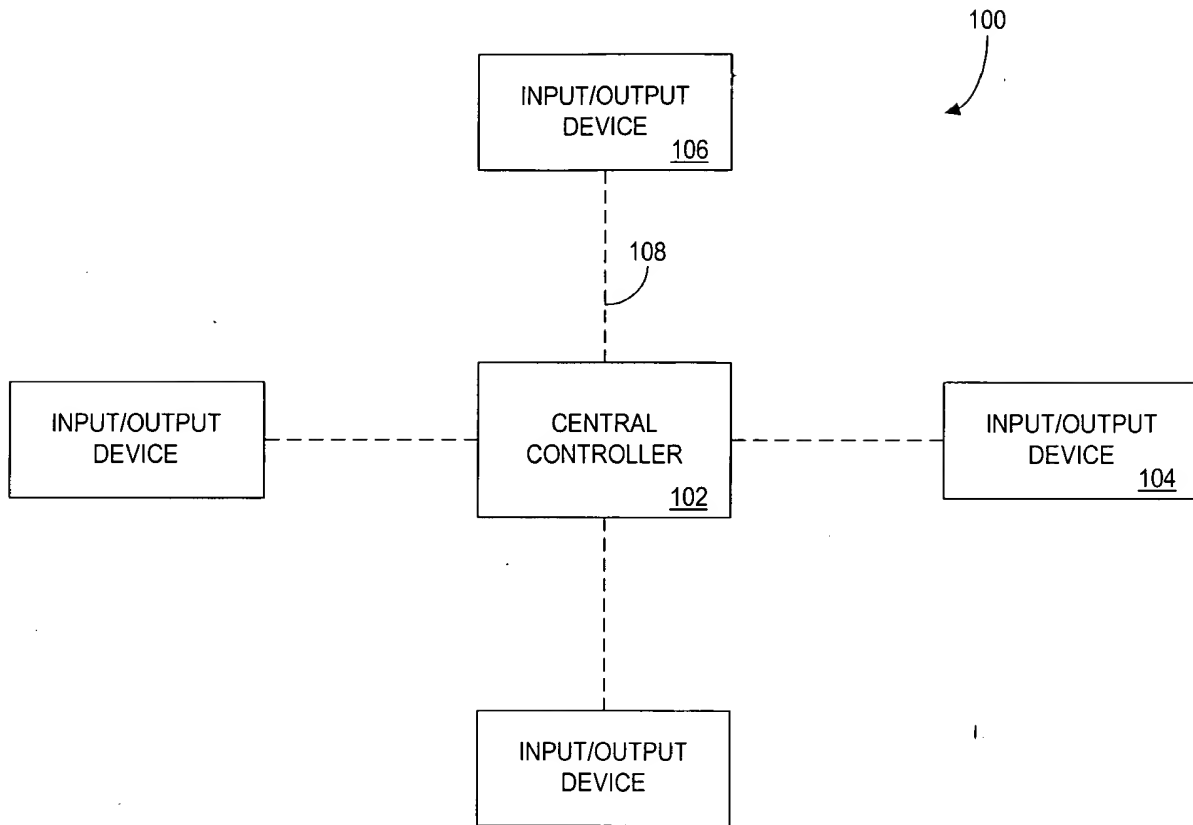 100
INPUT/OUTPUT
DEVICE
106
108
INPUT/OUTPUT
DEVICE
CENTRAL
CONTROLLER
102
INPUT/OUTPUT
DEVICE
104
INPUT/OUTPUT
DEVICE